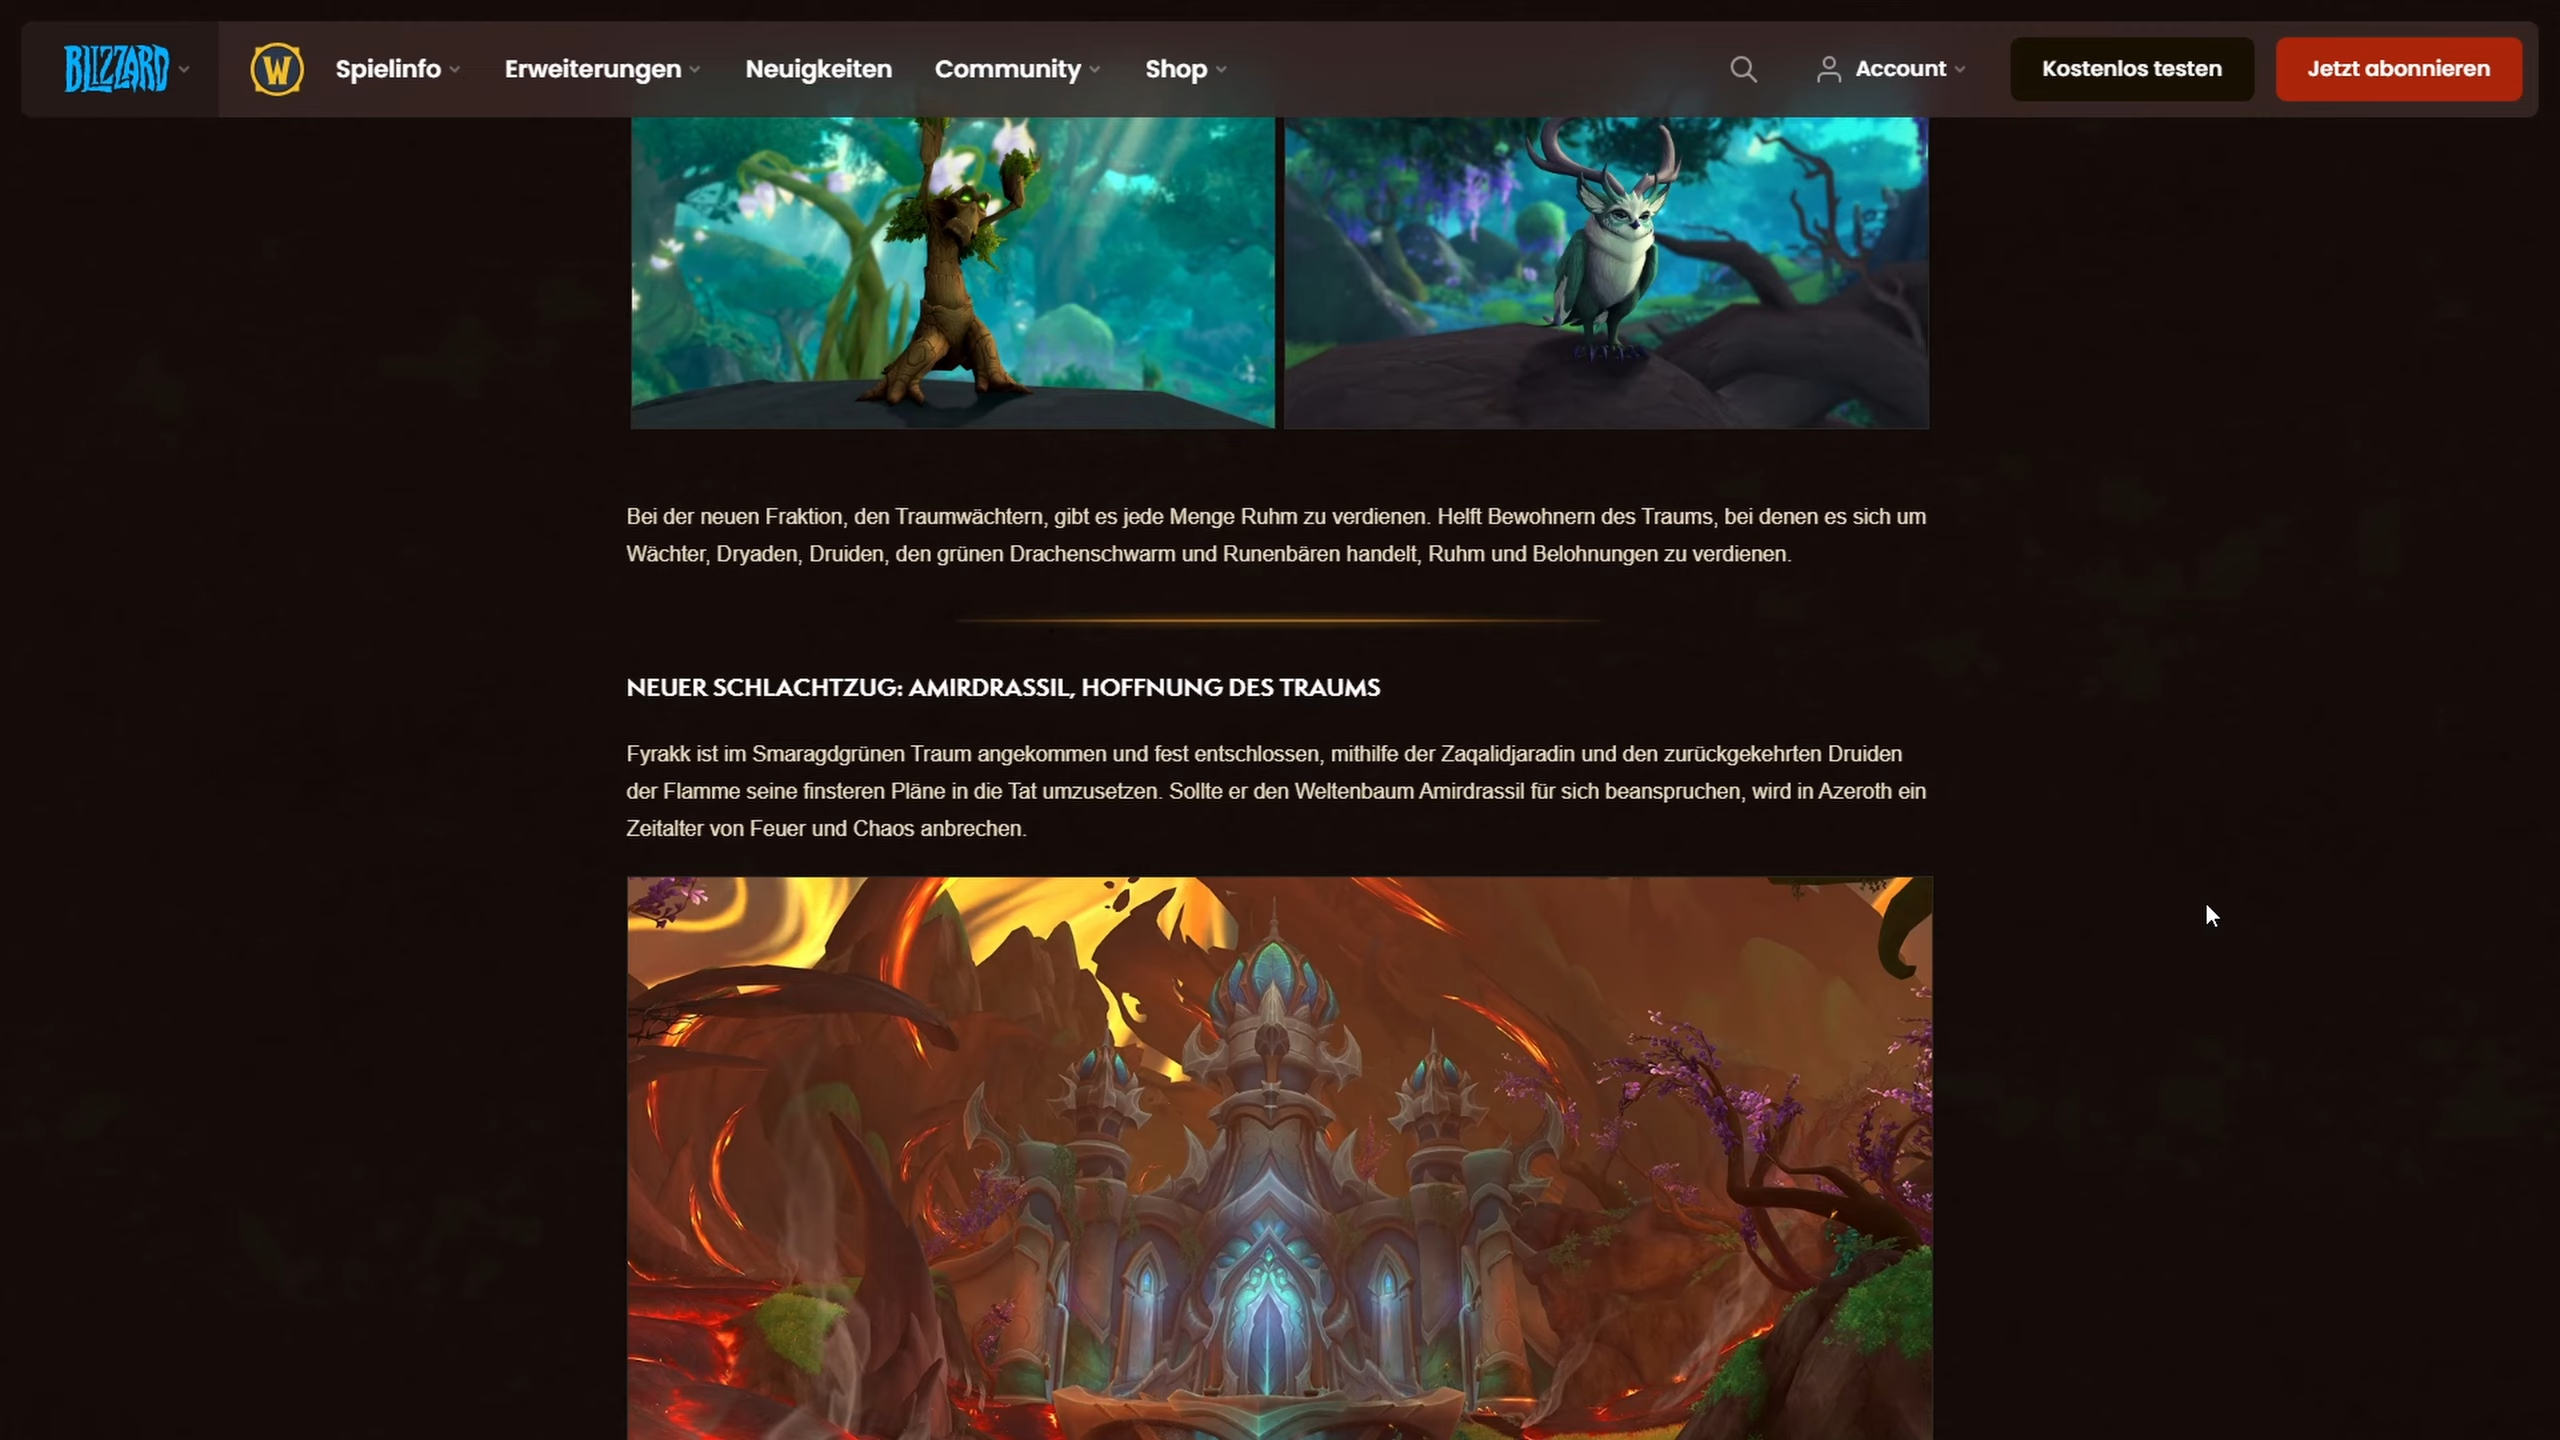 BLIZZARD
W
Spielinfo
Erweiterungen
Neuigkeiten
Community
Shop
Account
Kostenlos testen
Jetzt abonnieren
Bei der neuen Fraktion, den Traumwächtern, gibt es jede Menge Ruhm zu verdienen. Helft Bewohnern des Traums, bei denen es sich um
Wächter, Dryaden, Druiden, den grünen Drachenschwarm und Runenbären handelt, Ruhm und Belohnungen zu verdienen.
NEUER SCHLACHTZUG: AMIRDRASSIL, HOFFNUNG DES TRAUMS
Fyrakk ist im Smaragdgrünen Traum angekommen und fest entschlossen, mithilfe der Zaqalidjaradin und den zurückgekehrten Druiden
der Flamme seine finsteren Pläne in die Tat umzusetzen. Sollte er den Weltenbaum Amirdrassil für sich beanspruchen, wird in Azeroth ein
Zeitalter von Feuer und Chaos anbrechen.